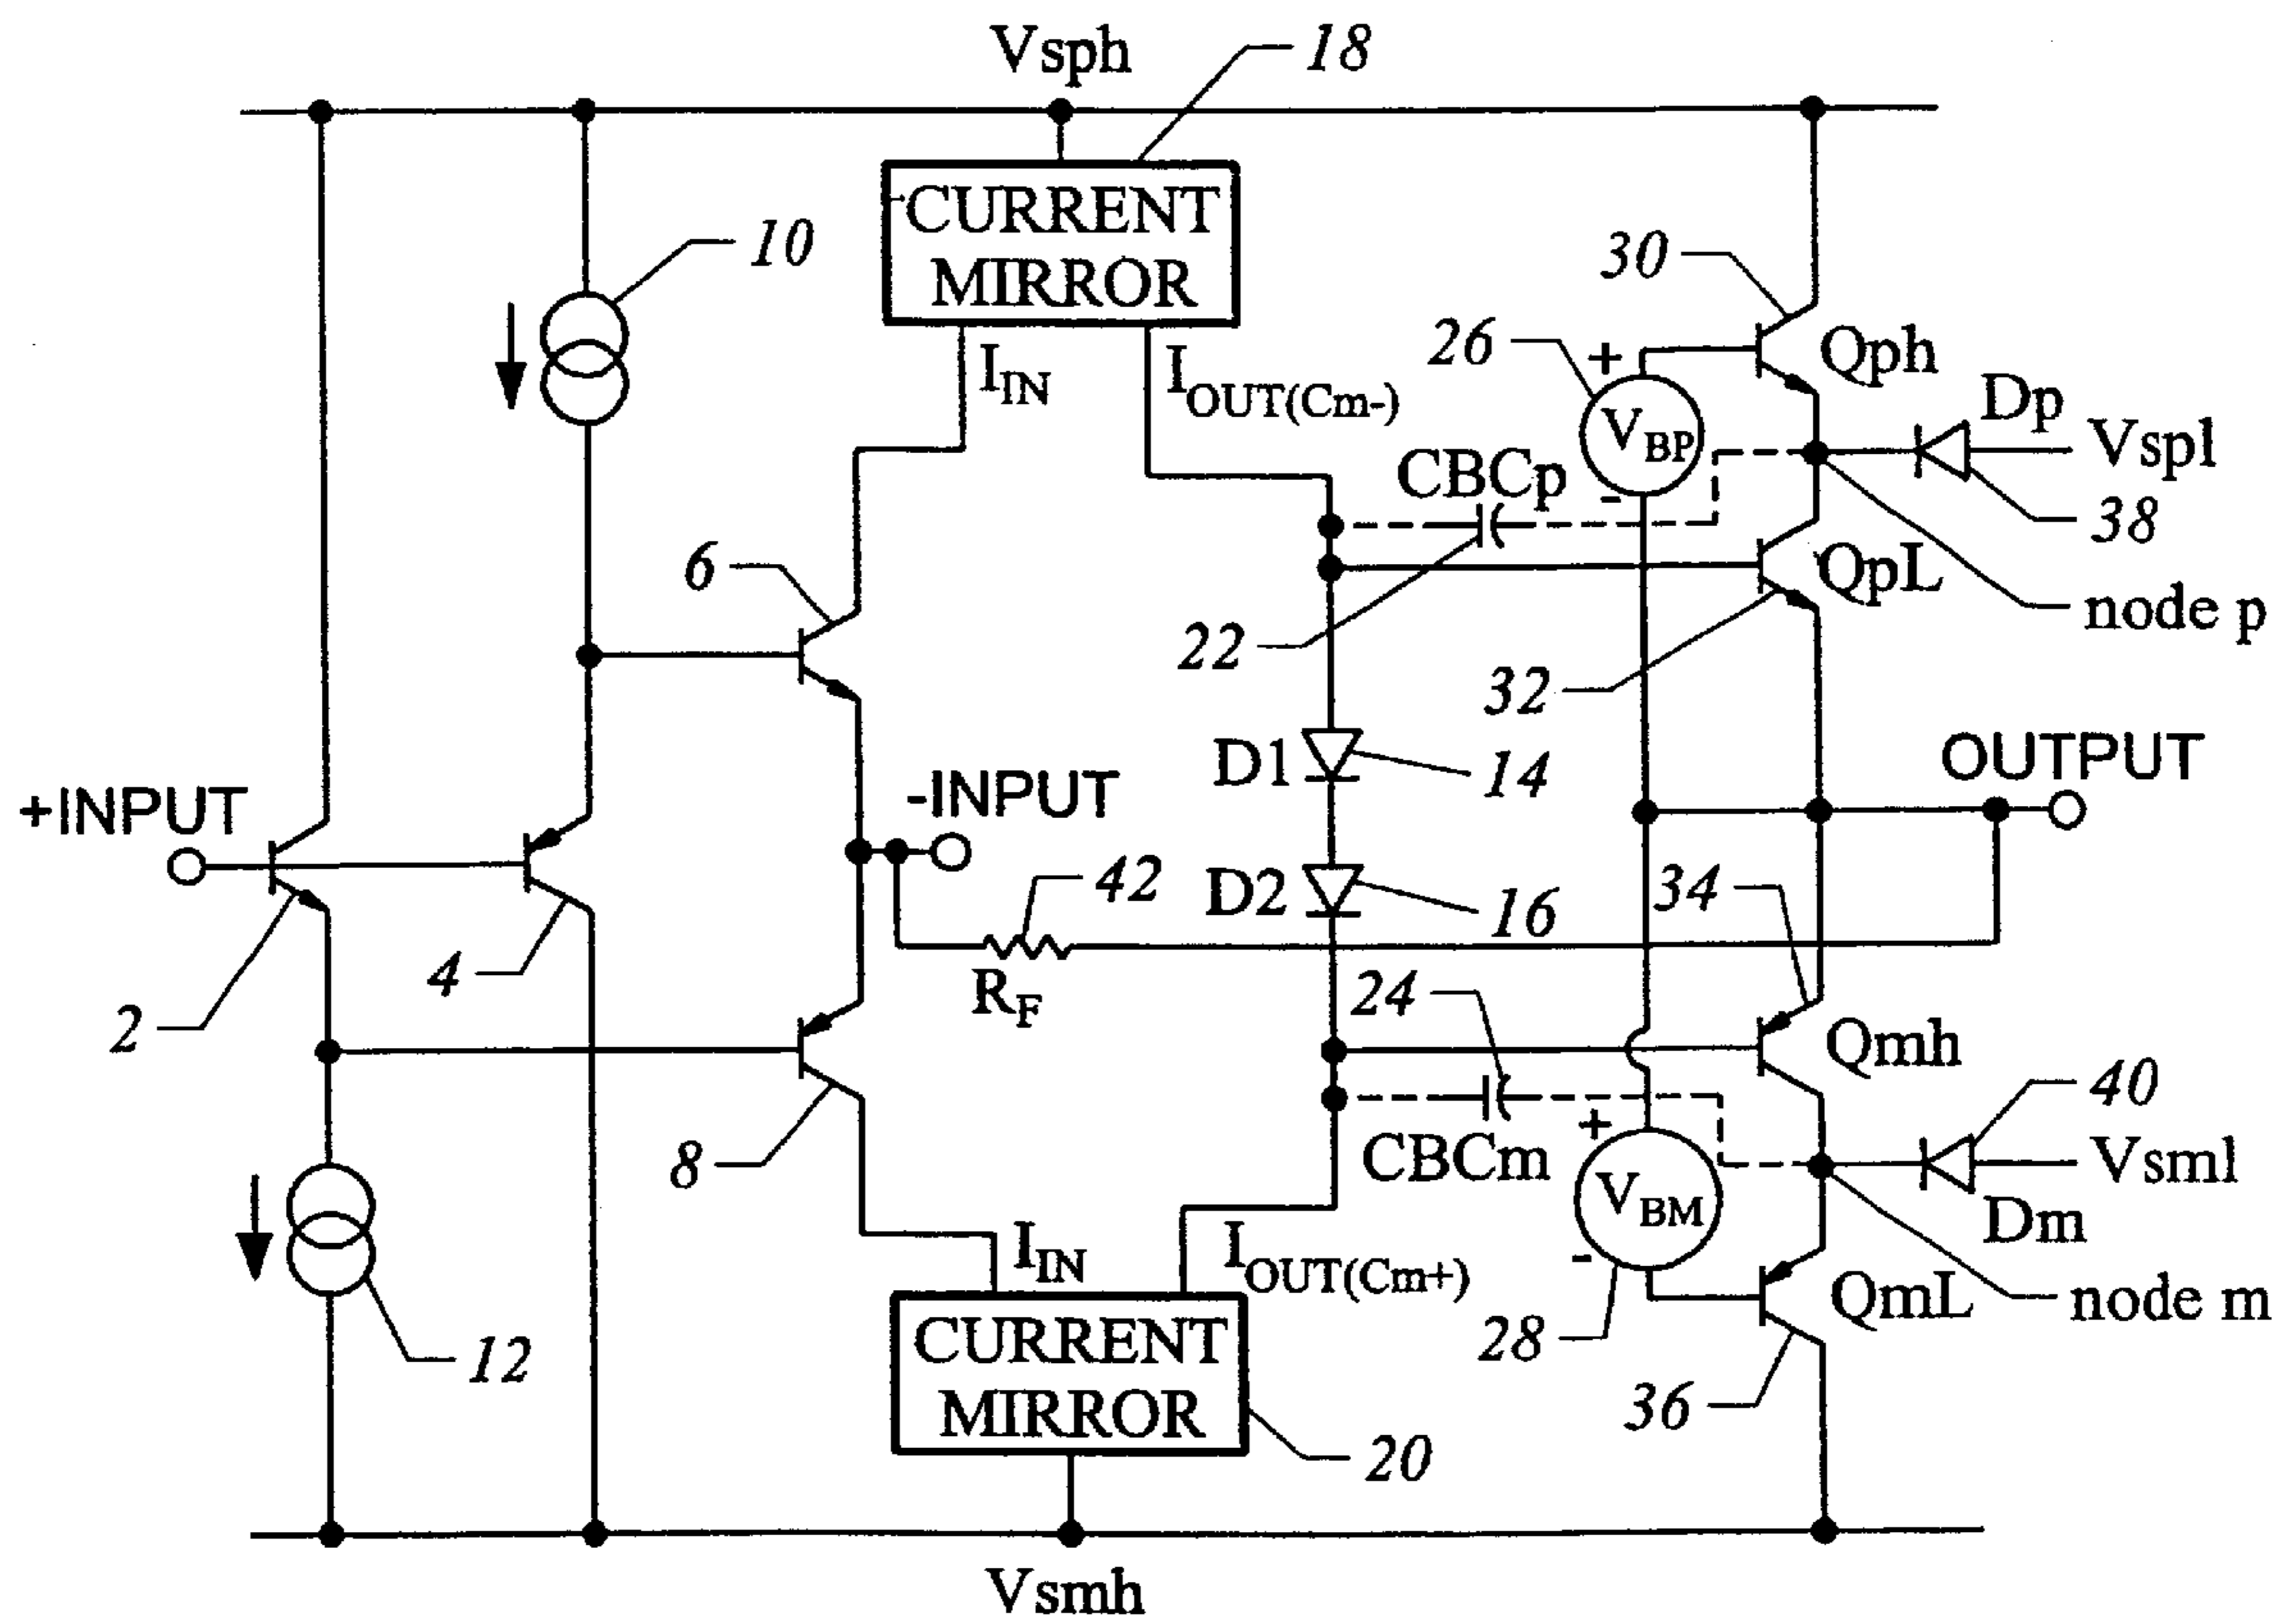 Vsph
18
CURRENT
MIRROR
10
30
26
+
Qph
IIN
IOUT(Cm-)
VBP
Dp
Vspl
CBCp
-
38
6
QpL
22
node p
32
D1
14
OUTPUT
+INPUT
-INPUT
42
D2
16
34
4
RF
24
2
Qmh
40
8
CBCm
+
Vsml
VBM
Dm
IIN
IOUT(Cm+)
-
QmL
node m
12
CURRENT
MIRROR
28
36
20
Vsmh